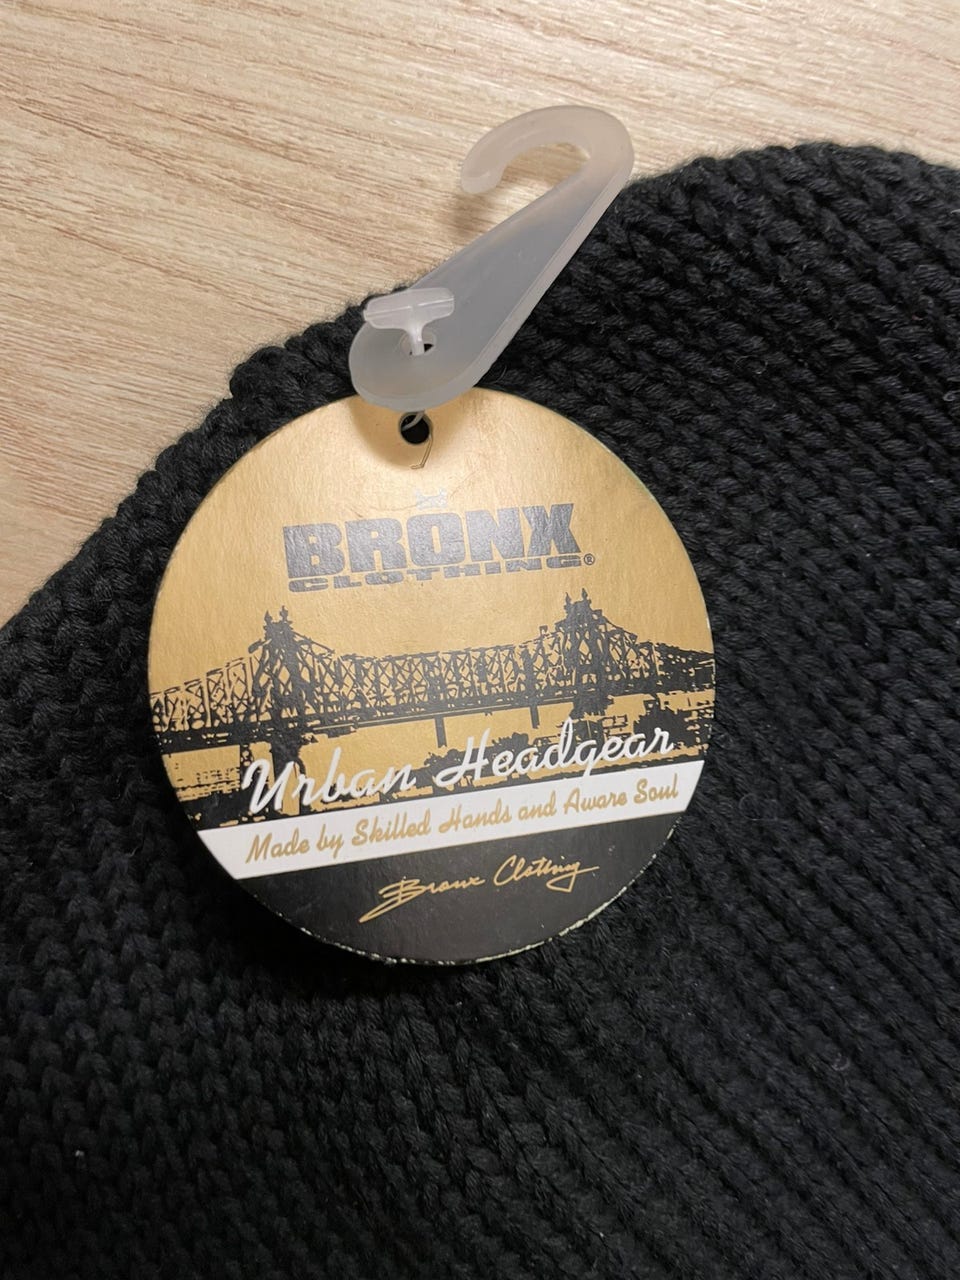 BRONX
CLOTHING®
Urban Headgear
Made by Skilled Hands and Aware Soul
Bronx Clothing